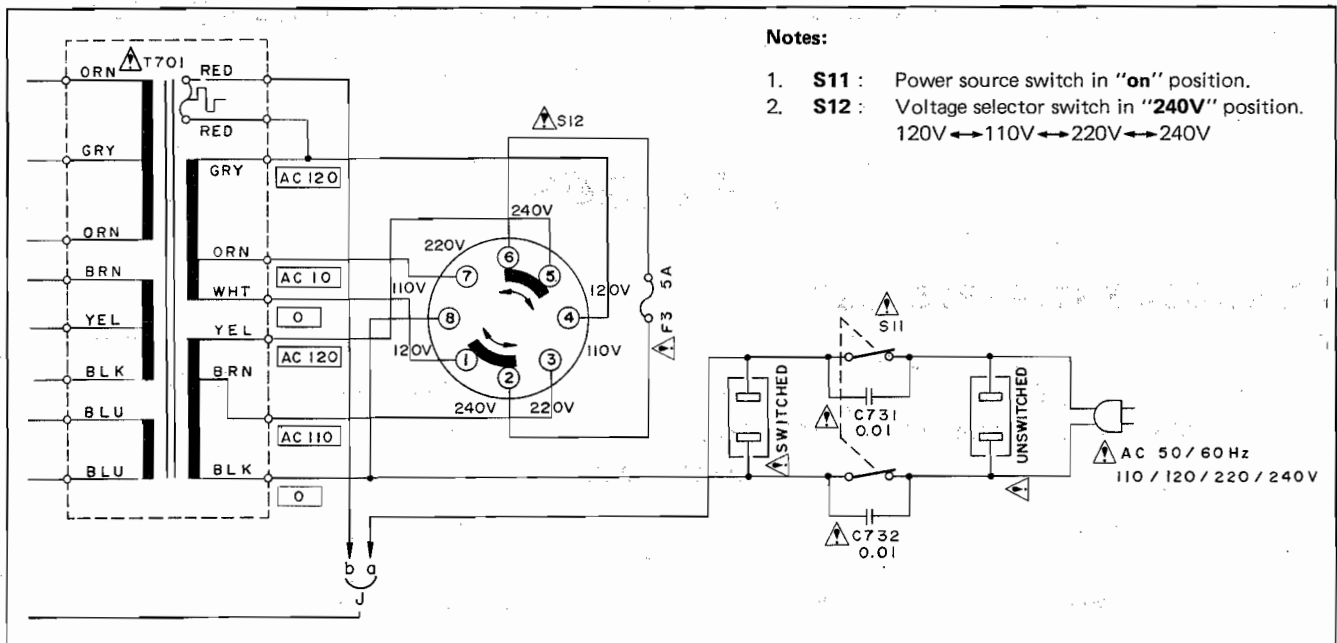 Notes:
1. S11 : Power source switch in "on" position.
2. S12 : Voltage selector switch in "240V" position.
120V↔110V↔220V↔240V
T701
ORN
RED
RED
GRY
GRY
AC 120
ORN
ORN
AC 10
BRN
WHT
0
YEL
YEL
AC 120
BLK
BRN
BLU
AC 110
BLU
BLK
0
S12
240V
220V
6
5
7
110V
120V
8
4
120V
1
3
110V
2
240V
220V
F3 5A
b a
J
SWITCHED
S11
C731
0.01
C732
0.01
UNSWITCHED
AC 50/60 Hz
110/120/220/240V